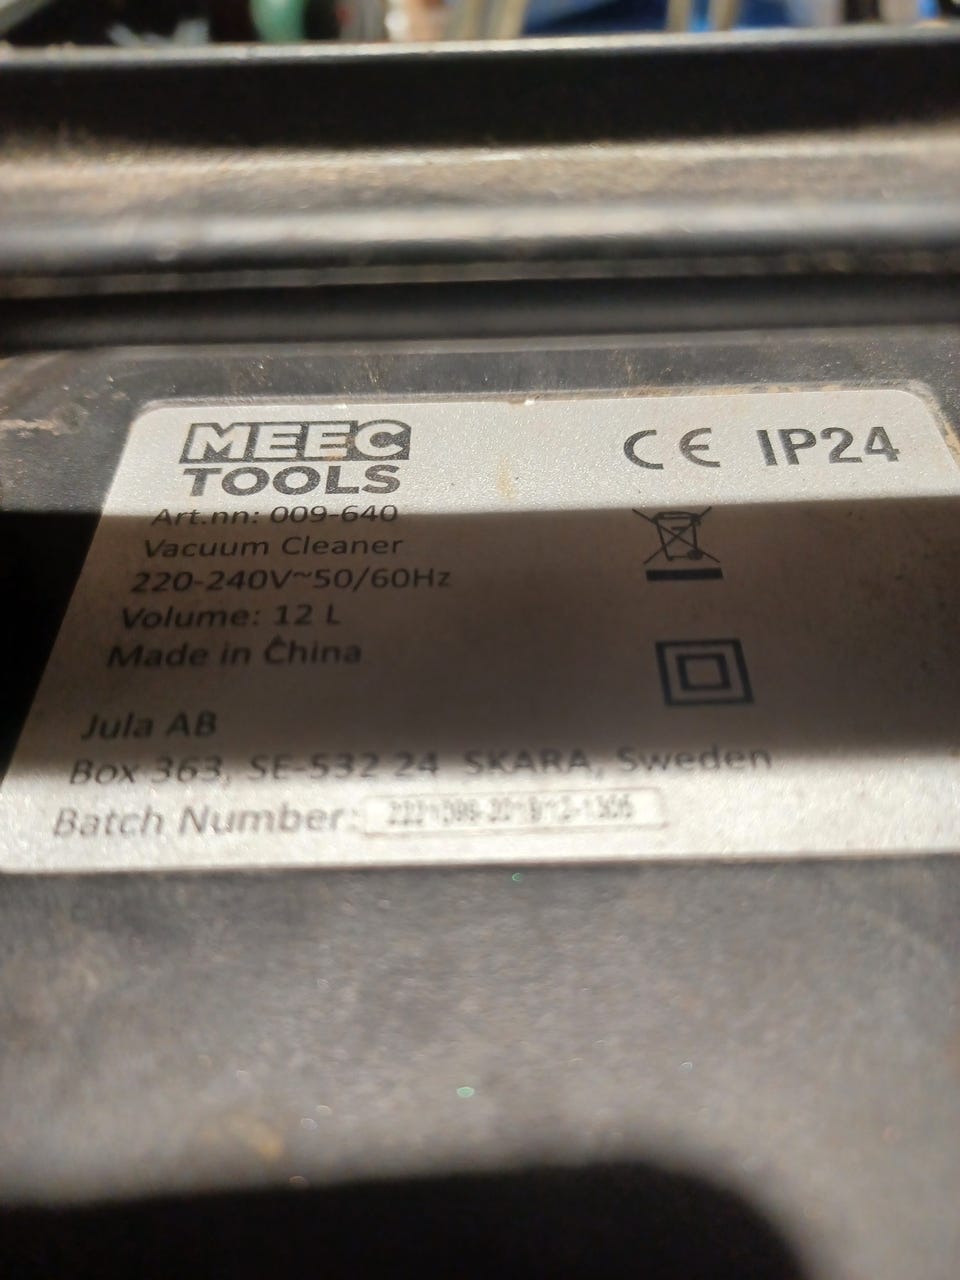 MEEC
TOOLS
CE IP24
Art.nn: 009-640
Vacuum Cleaner
220-240V~50/60Hz
Volume: 12 L
Made in China
Jula AB
Box 363, SE-532 24 SKARA, Sweden
Batch Number: